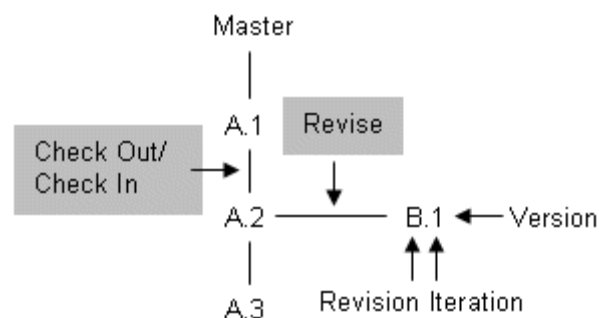 Master
A.1
Revise
Check Out/
Check In
A.2
B.1
Version
A.3
Revision Iteration